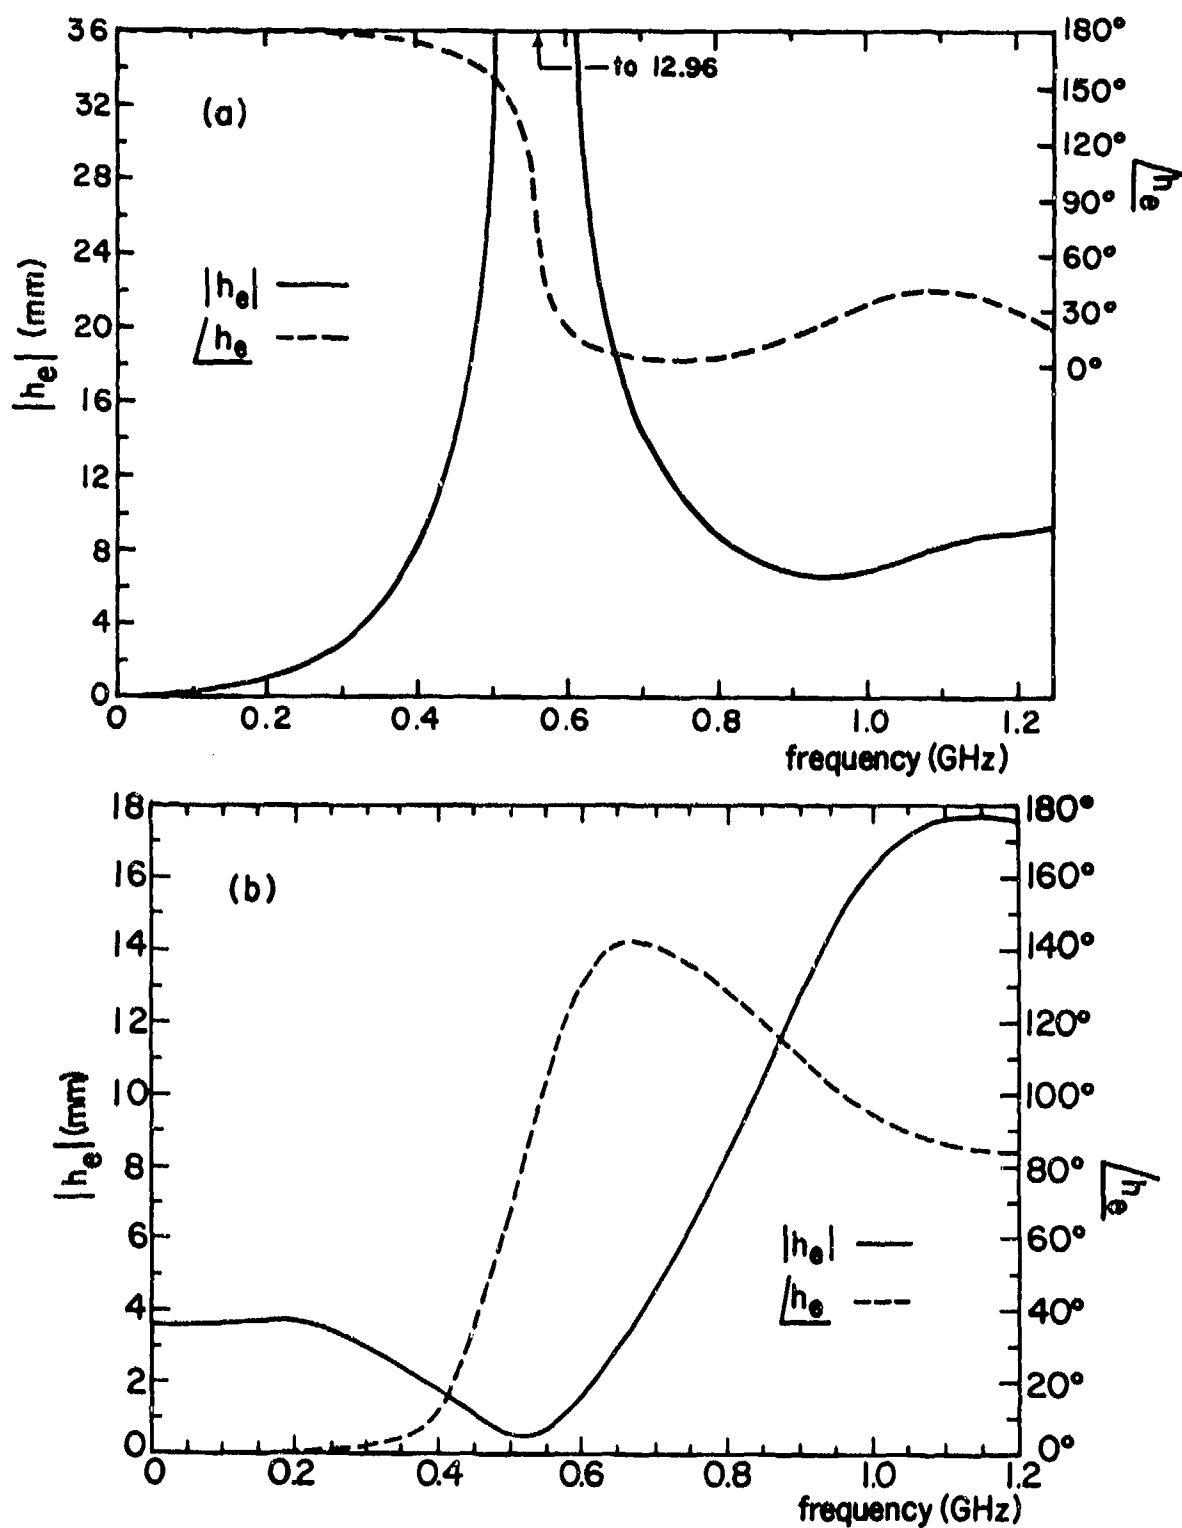 36
32
28
24
20
16
12
8
4
0
|he| (mm)
(a)
to 12.96
|he|
∠he
180°
150°
120°
90°
60°
30°
0°
∠he
0 0.2 0.4 0.6 0.8 1.0 1.2
frequency (GHz)
18
16
14
12
10
8
6
4
2
0
|he| (mm)
(b)
|he|
∠he
180°
160°
140°
120°
100°
80°
60°
40°
20°
0°
∠he
0 0.2 0.4 0.6 0.8 1.0 1.2
frequency (GHz)